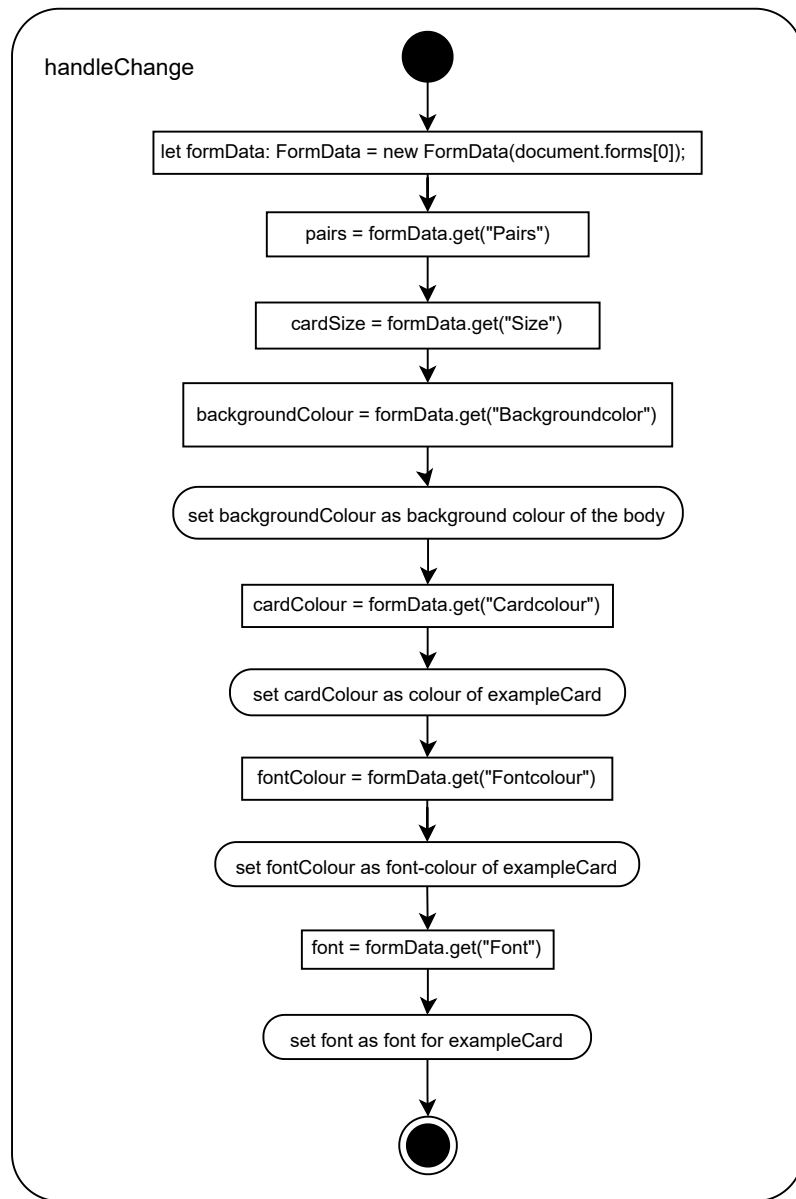 handleChange
let formData: FormData = new FormData(document.forms[0]);
pairs = formData.get("Pairs")
cardSize = formData.get("Size")
backgroundColour = formData.get("Backgroundcolor")
set backgroundColour as background colour of the body
cardColour = formData.get("Cardcolour")
set cardColour as colour of exampleCard
fontColour = formData.get("Fontcolour")
set fontColour as font-colour of exampleCard
font = formData.get("Font")
set font as font for exampleCard